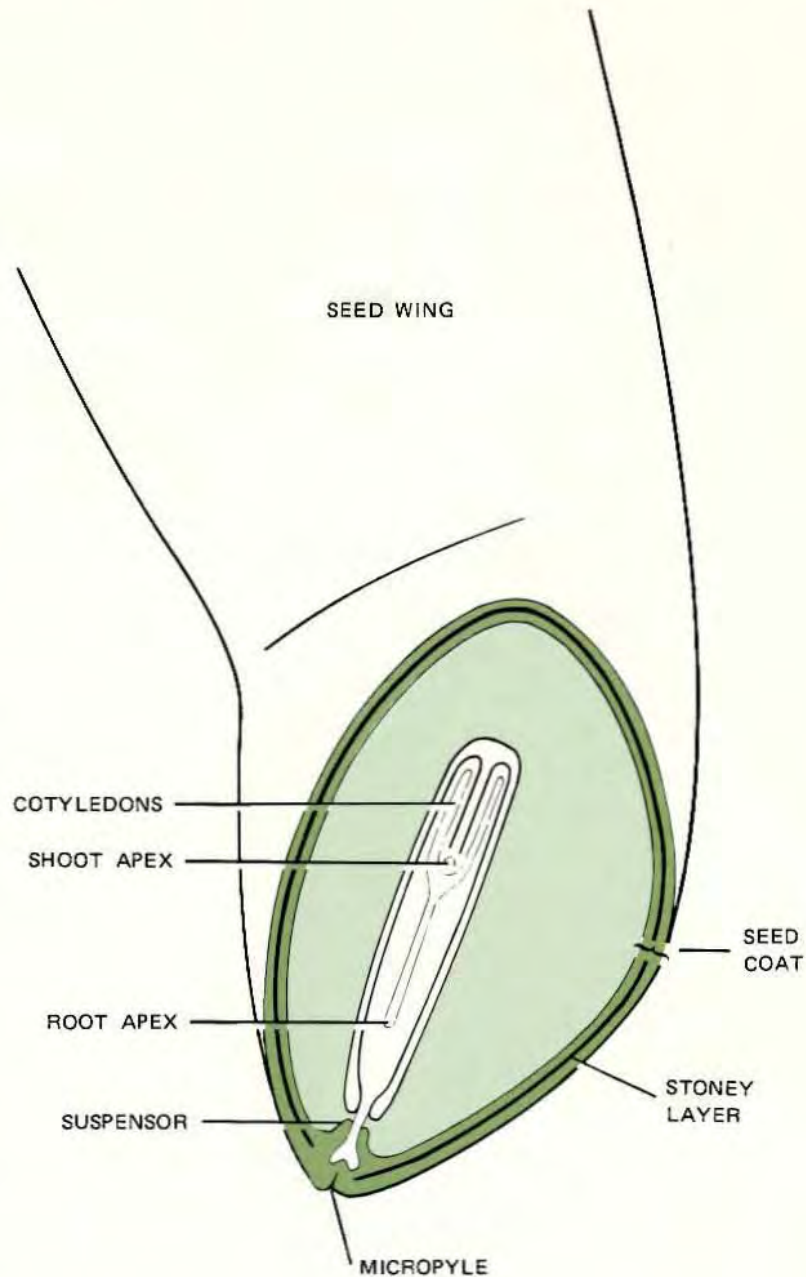 SEED WING
COTYLEDONS
SHOOT APEX
SEED
COAT
ROOT APEX
STONEY
LAYER
SUSPENSOR
MICROPYLE